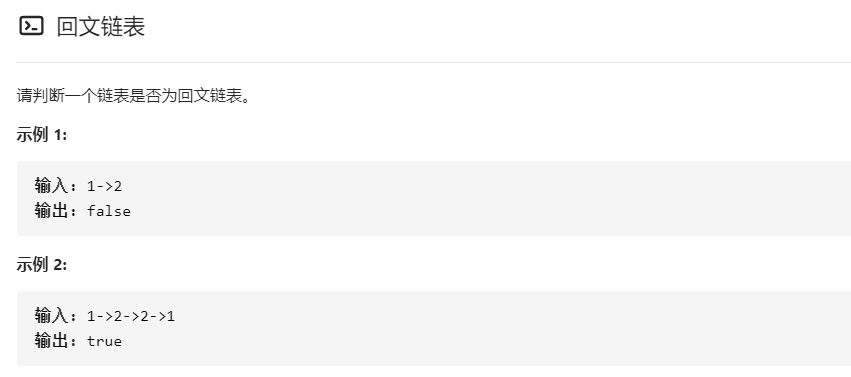 回文链表
请判断一个链表是否为回文链表。
示例 1:
输入: 1->2
输出: false
示例 2:
输入: 1->2->2->1
输出: true